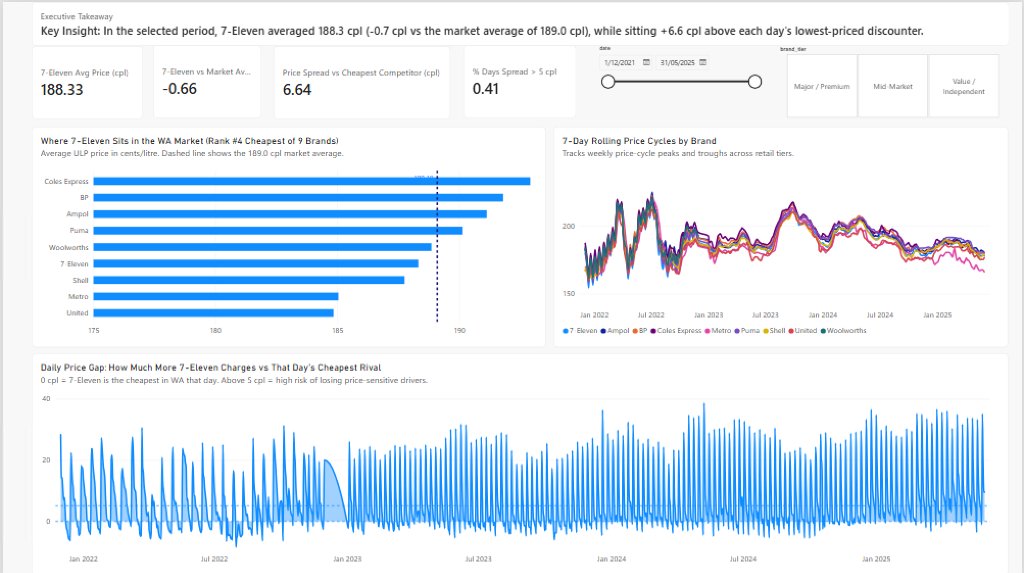 Executive Takeaway
Key Insight: In the selected period, 7-Eleven averaged 188.3 cpl (-0.7 cpl vs the market average of 189.0 cpl), while sitting +6.6 cpl above each day's lowest-priced discounter.
7-Eleven Avg Price (cpl)
188.33
7-Eleven vs Market Av...
-0.66
Price Spread vs Cheapest Competitor (cpl)
6.64
% Days Spread > 5 cpl
0.41
date
1/12/2021 31/05/2025
brand_tier
Major / Premium
Mid-Market
Value /
Independent
Where 7-Eleven Sits in the WA Market (Rank #4 Cheapest of 9 Brands)
Average ULP price in cents/litre. Dashed line shows the 189.0 cpl market average.
Coles Express
BP
Ampol
Puma
Woolworths
7 Eleven
Shell
Metro
United
175 180 185 190
7-Day Rolling Price Cycles by Brand
Tracks weekly price-cycle peaks and troughs across retail tiers.
200
150
Jan 2022 Jul 2022 Jan 2023 Jul 2023 Jan 2024 Jul 2024 Jan 2025
7 Eleven Ampol BP Coles Express Metro Puma Shell United Woolworths
Daily Price Gap: How Much More 7-Eleven Charges vs That Day's Cheapest Rival
0 cpl = 7-Eleven is the cheapest in WA that day. Above 5 cpl = high risk of losing price-sensitive drivers.
40
20
0
Jan 2022 Jul 2022 Jan 2023 Jul 2023 Jan 2024 Jul 2024 Jan 2025